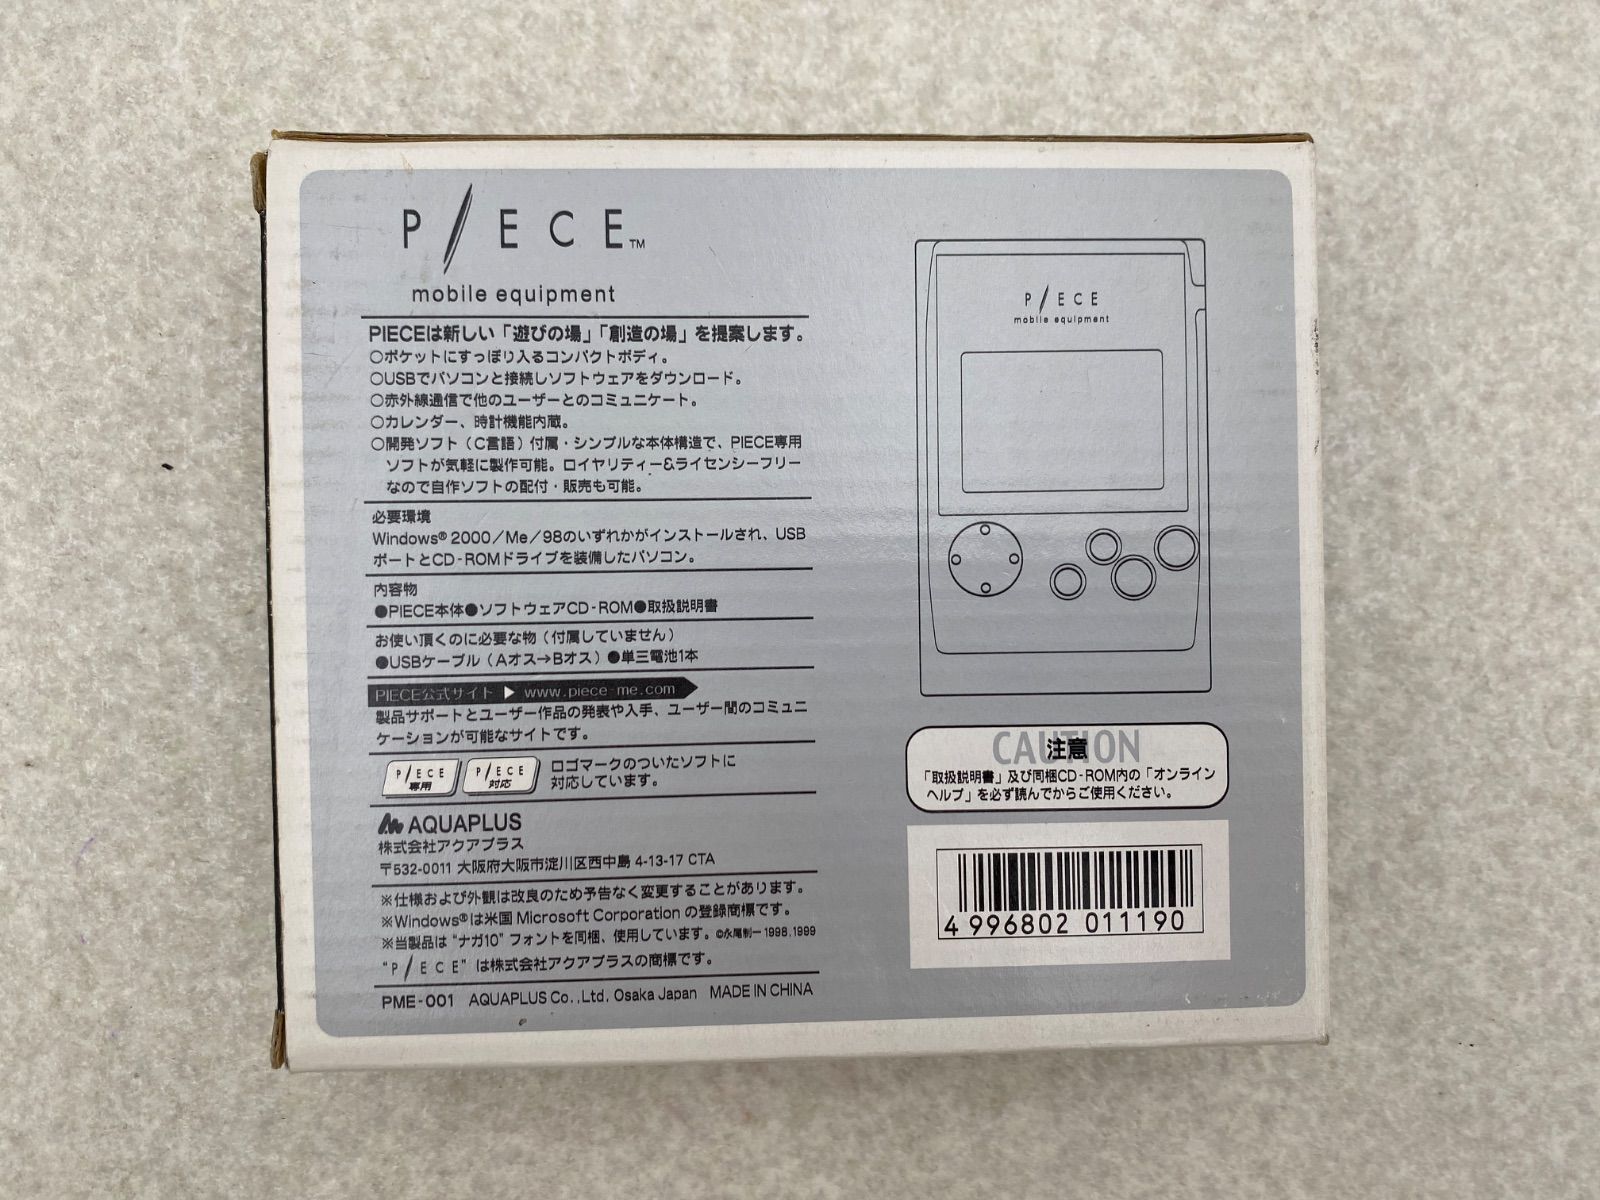 P/ECE™
mobile equipment
PIECEは新しい「遊びの場」「創造の場」を提案します。
○ポケットにすっぽり入るコンパクトボディ。
○USBでパソコンと接続しソフトウェアをダウンロード。
○赤外線通信で他のユーザーとのコミュニケート。
○カレンダー、時計機能内蔵。
○開発ソフト（C言語）付属・シンプルな本体構造で、PIECE専用
ソフトが気軽に製作可能。ロイヤリティー&ライセンシーフリー
なので自作ソフトの配付・販売も可能。
必要環境
Windows® 2000／Me／98のいずれかがインストールされ、USB
ポートとCD-ROMドライブを装備したパソコン。
内容物
●PIECE本体●ソフトウェアCD-ROM●取扱説明書
お使い頂くのに必要な物（付属していません）
●USBケーブル（Aオス→Bオス）●単三電池1本
PIECE公式サイト ▶ www.piece-me.com
製品サポートとユーザー作品の発表や入手、ユーザー間のコミュニ
ケーションが可能なサイトです。
P/ECE
専用
P/ECE
対応
ロゴマークのついたソフトに
対応しています。
AQUAPLUS
株式会社アクアプラス
〒532-0011 大阪府大阪市淀川区西中島 4-13-17 CTA
※仕様および外観は改良のため予告なく変更することがあります。
※Windows®は米国 Microsoft Corporation の登録商標です。
※当製品は "ナガ10" フォントを同梱、使用しています。©永尾制一 1998,1999
"P/ECE" は株式会社アクアプラスの商標です。
PME-001 AQUAPLUS Co.,Ltd. Osaka Japan MADE IN CHINA
P/ECE
mobile equipment
CAUTION
注意
「取扱説明書」及び同梱CD-ROM内の「オンライン
ヘルプ」を必ず読んでからご使用ください。
4 996802 011190